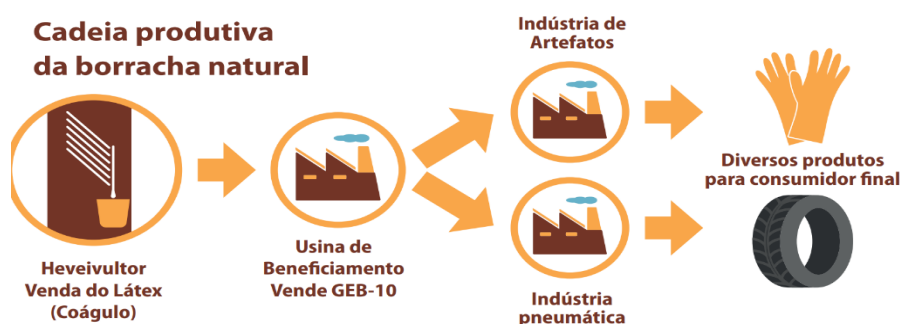 Cadeia produtiva
da borracha natural
Heveivultor
Venda do Látex
(Coágulo)
Usina de
Beneficiamento
Vende GEB-10
Indústria de
Artefatos
Indústria
pneumática
Diversos produtos
para consumidor final